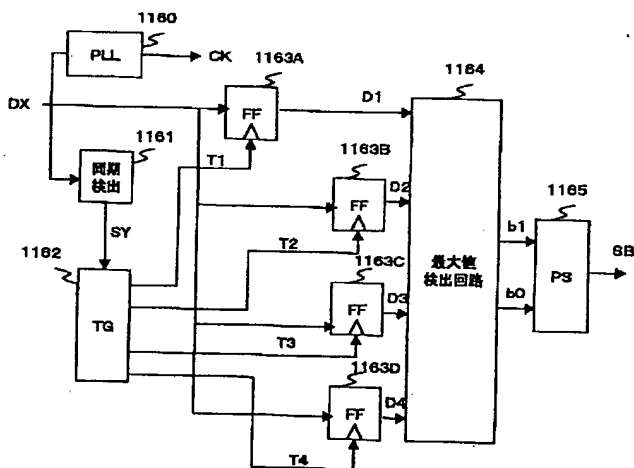 1160
PLL
CK
1163A
DX
FF
D1
1164
1161
同期
検出
T1
1163B
FF
D2
SY
1162
T2
1163C
最大値
検出回路
b1
1165
PS
SB
b0
TG
FF
D3
T3
1163D
FF
D4
T4